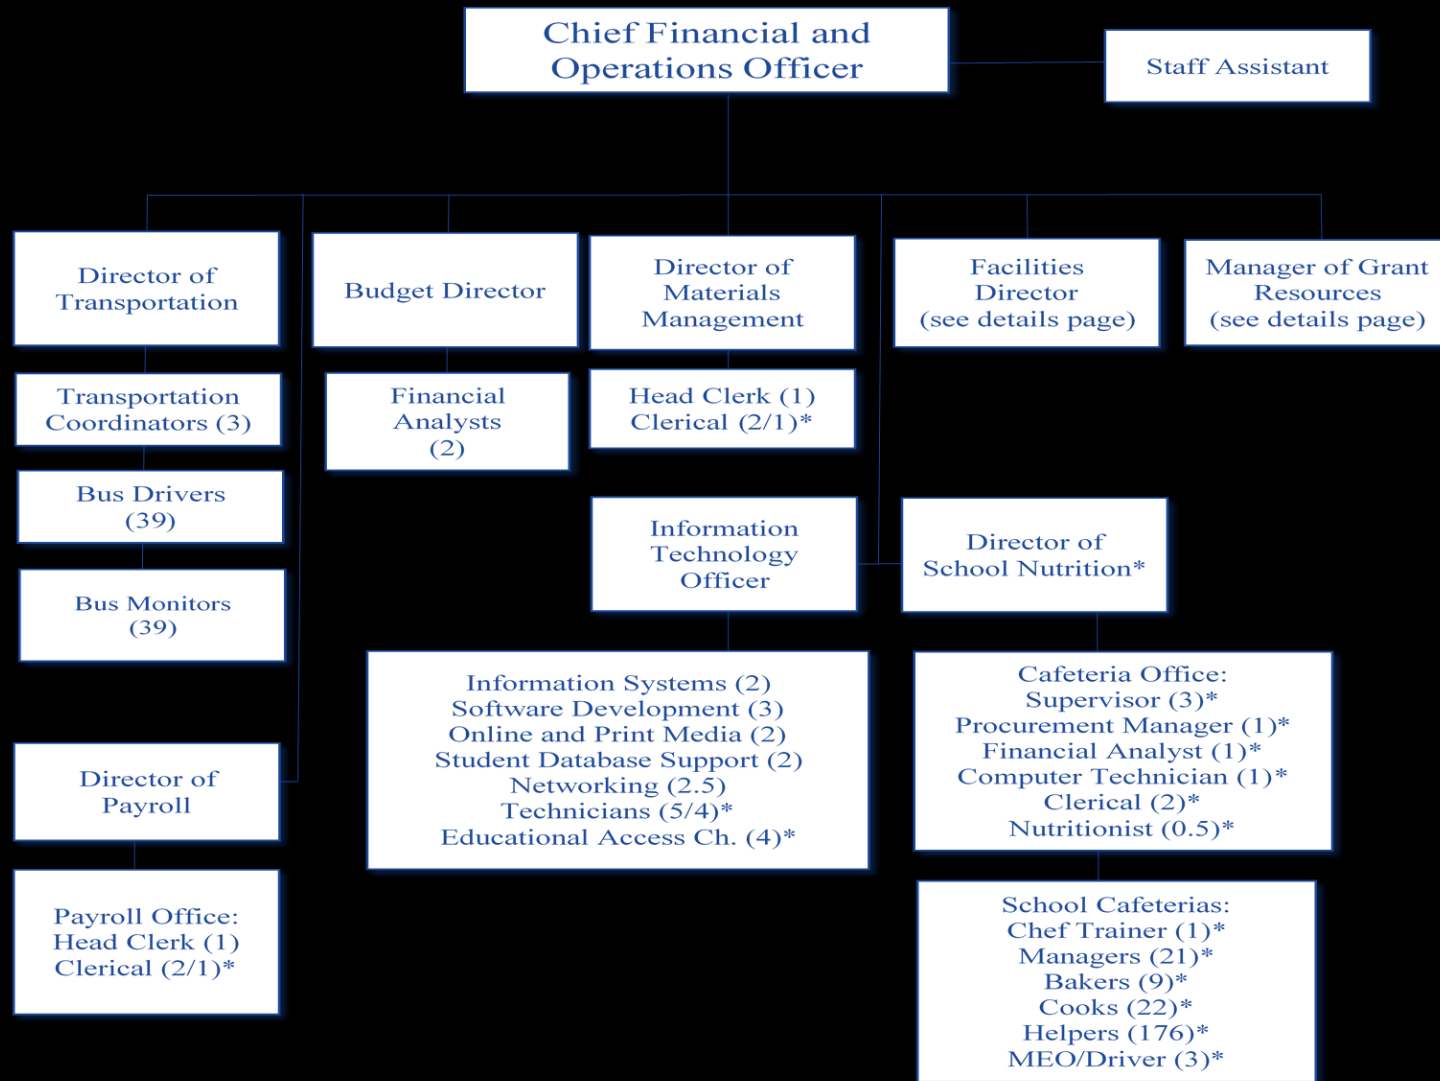 Chief Financial and
Operations Officer
Staff Assistant
Director of
Transportation
Budget Director
Director of
Materials
Management
Facilities
Director
(see details page)
Manager of Grant
Resources
(see details page)
Transportation
Coordinators (3)
Financial
Analysts
(2)
Head Clerk (1)
Clerical (2/1)*
Bus Drivers
(39)
Information
Technology
Officer
Director of
School Nutrition*
Bus Monitors
(39)
Information Systems (2)
Software Development (3)
Online and Print Media (2)
Student Database Support (2)
Networking (2.5)
Technicians (5/4)*
Educational Access Ch. (4)*
Cafeteria Office:
Supervisor (3)*
Procurement Manager (1)*
Financial Analyst (1)*
Computer Technician (1)*
Clerical (2)*
Nutritionist (0.5)*
Director of
Payroll
Payroll Office:
Head Clerk (1)
Clerical (2/1)*
School Cafeterias:
Chef Trainer (1)*
Managers (21)*
Bakers (9)*
Cooks (22)*
Helpers (176)*
MEO/Driver (3)*